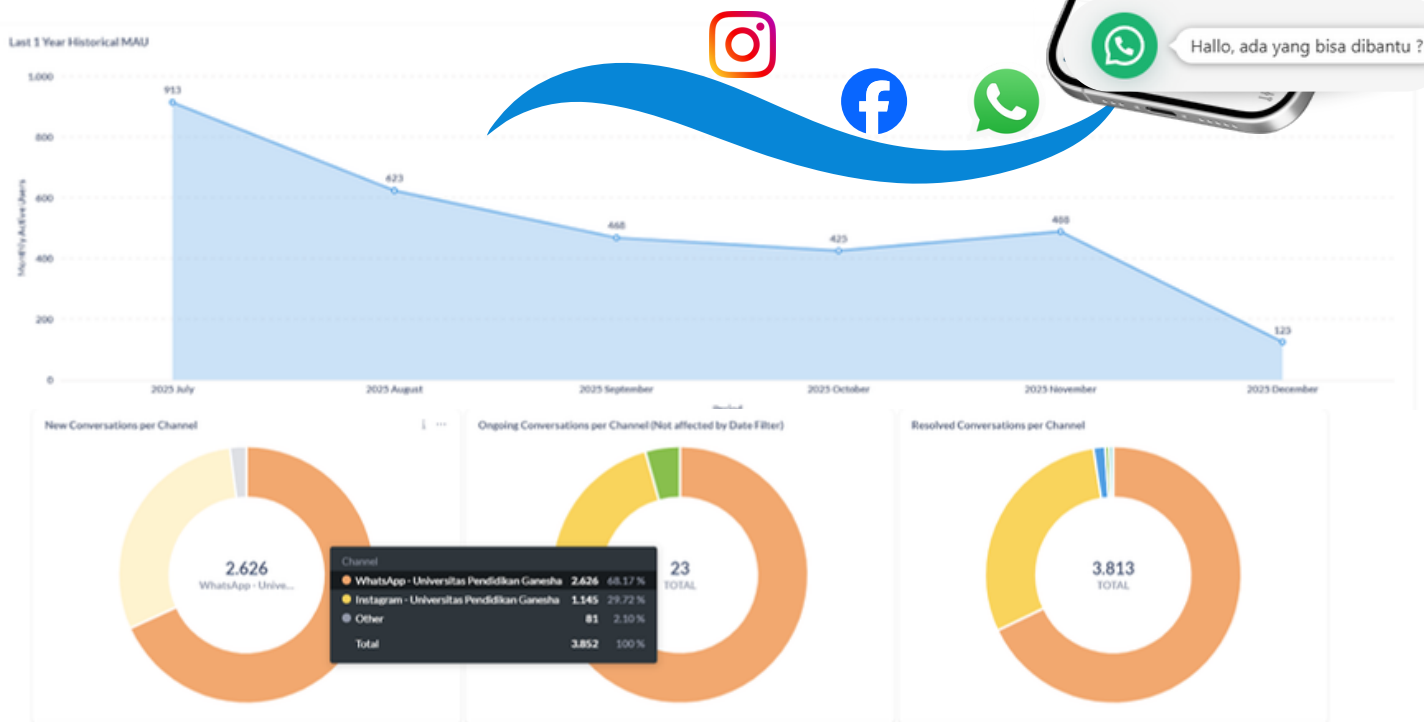 Last 1 Year Historical MAU
Hallo, ada yang bisa dibantu ?
1,000
800
600
400
200
0
Monthly Active Users
913
623
468
425
488
2025 July
2025 August
2025 September
2025 October
2025 November
2025 December
Period
New Conversations per Channel
2.626
WhatsApp - Unive...
Channel
WhatsApp - Universitas Pendidikan Ganesha 2.626 68.17 %
Instagram - Universitas Pendidikan Ganesha 1.145 29.72 %
Other 81 2.10 %
Total 3.852 100 %
Ongoing Conversations per Channel (Not affected by Date Filter)
23
TOTAL
Resolved Conversations per Channel
3.813
TOTAL